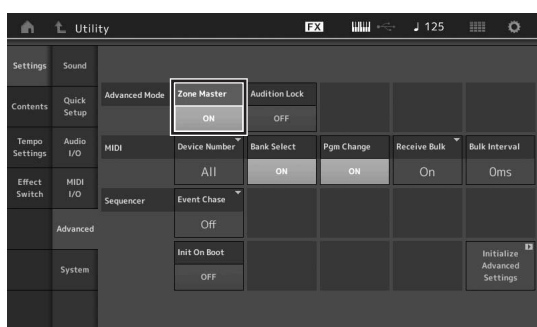 Utility FX 125
Settings Sound
Contents Quick Setup
Tempo Settings Audio I/O
Effect Switch MIDI I/O
Advanced
System
Advanced Mode Zone Master Audition Lock
ON OFF
MIDI Device Number Bank Select Pgm Change Receive Bulk Bulk Interval
All ON ON On 0ms
Sequencer Event Chase
Off
Init On Boot
OFF
Initialize
Advanced
Settings